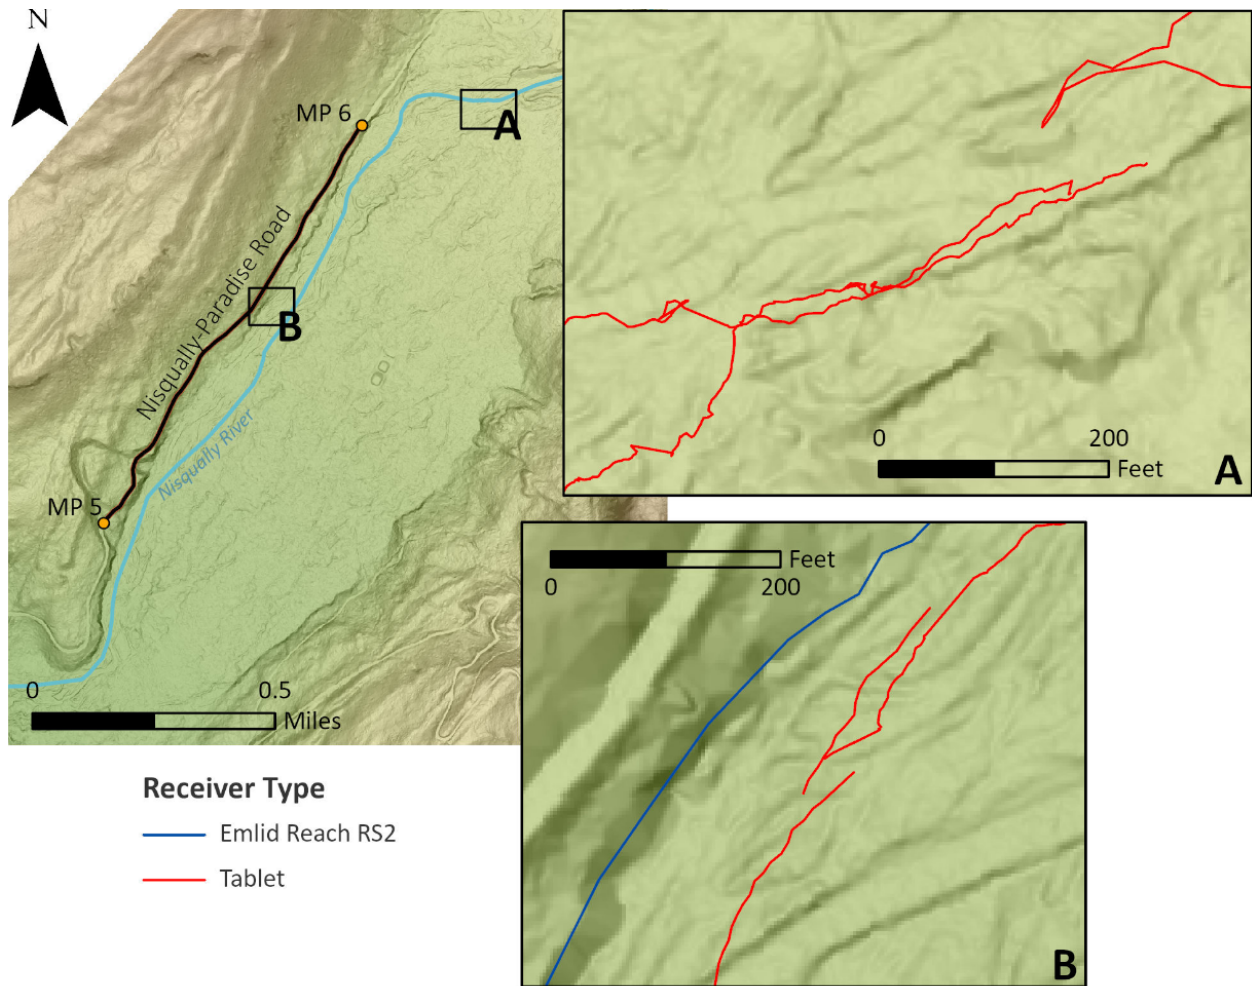 N
MP 6
A
Nisqually-Paradise Road
B
Nisqually River
MP 5
0 0.5
Miles
0 200
Feet
A
Feet
0 200
B
Receiver Type
Emlid Reach RS2
Tablet